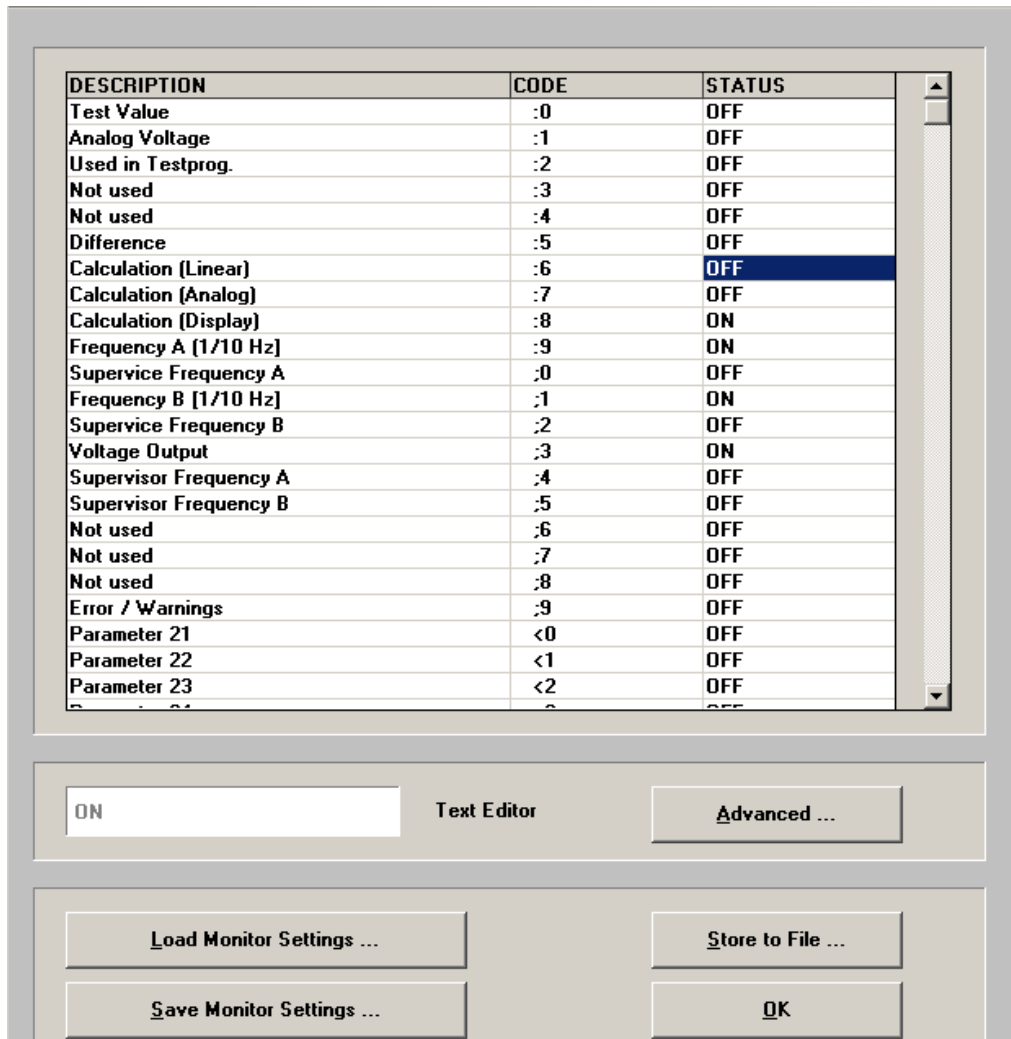 DESCRIPTION CODE STATUS
Test Value :0 OFF
Analog Voltage :1 OFF
Used in Testprog. :2 OFF
Not used :3 OFF
Not used :4 OFF
Difference :5 OFF
Calculation (Linear) :6 OFF
Calculation (Analog) :7 OFF
Calculation (Display) :8 ON
Frequency A (1/10 Hz] :9 ON
Supervice Frequency A ;0 OFF
Frequency B [1/10 Hz] ;1 ON
Supervice Frequency B ;2 OFF
Voltage Output ;3 ON
Supervisor Frequency A ;4 OFF
Supervisor Frequency B ;5 OFF
Not used ;6 OFF
Not used ;7 OFF
Not used ;8 OFF
Error / Warnings ;9 OFF
Parameter 21 <0 OFF
Parameter 22 <1 OFF
Parameter 23 <2 OFF
ON Text Editor Advanced ...
Load Monitor Settings ... Store to File ...
Save Monitor Settings ... OK